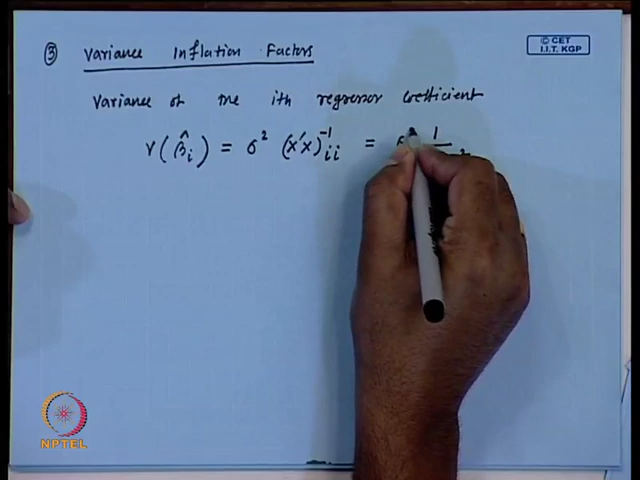 ③ Variance Inflation Factors
© CET
I.I.T. KGP
Variance of the ith regressor coefficient
V(β̂i) = σ² (X'X)⁻¹ii = σ² 1
NPTEL